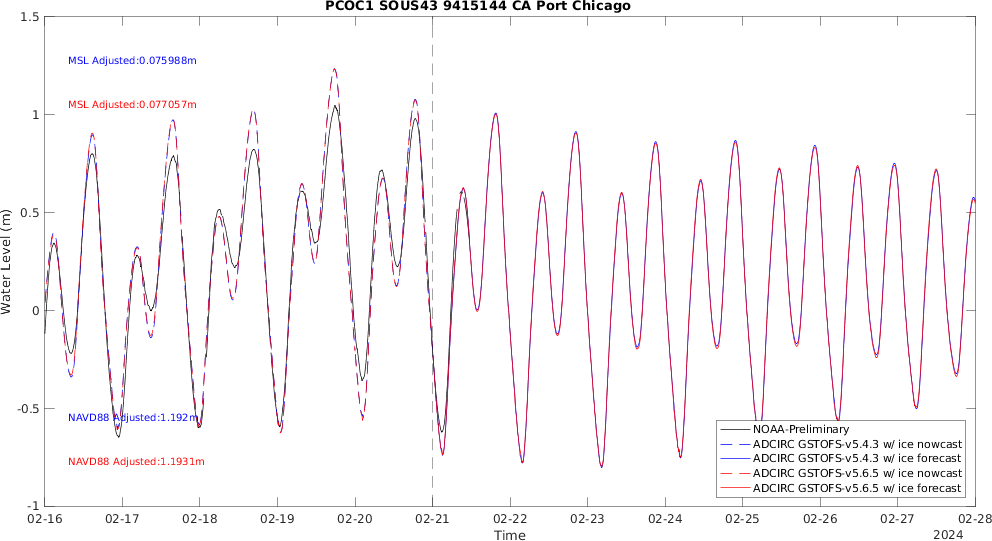 PCOC1 SOUS43 9415144 CA Port Chicago
Water Level (m)
1.5
1
0.5
0
-0.5
-1
MSL Adjusted:0.075988m
MSL Adjusted:0.077057m
NAVD88 Adjusted:1.192m
NAVD88 Adjusted:1.1931m
NOAA-Preliminary
ADCIRC GSTOFS-v5.4.3 w/ ice nowcast
ADCIRC GSTOFS-v5.4.3 w/ ice forecast
ADCIRC GSTOFS-v5.6.5 w/ ice nowcast
ADCIRC GSTOFS-v5.6.5 w/ ice forecast
02-16 02-17 02-18 02-19 02-20 02-21 02-22 02-23 02-24 02-25 02-26 02-27 02-28
Time
2024